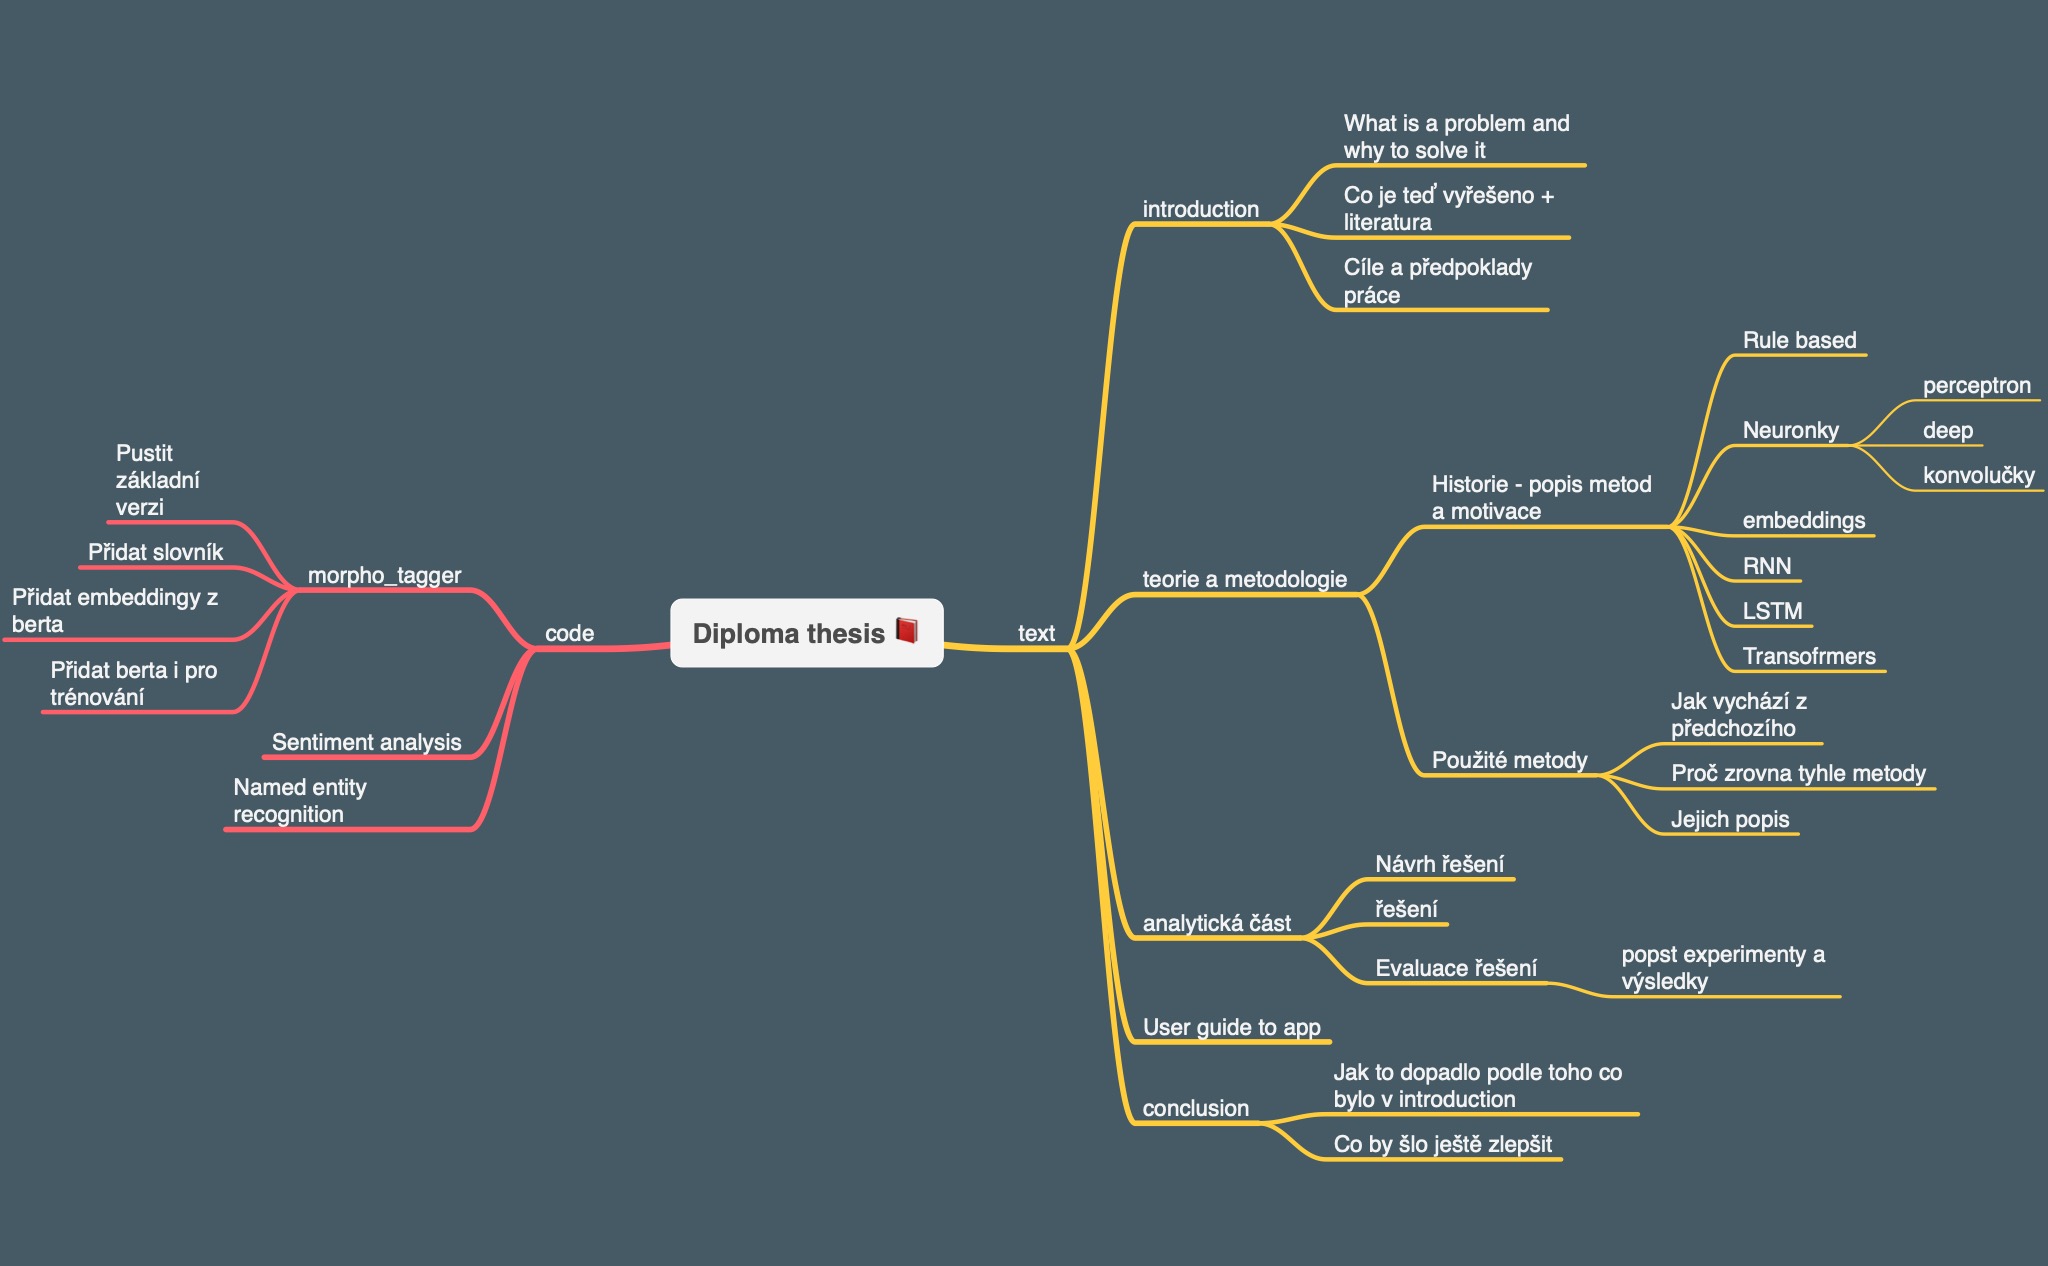 Diploma thesis
code
morpho_tagger
Pustit
základní
verzi
Přidat slovník
Přidat embeddingy z
berta
Přidat berta i pro
trénování
Sentiment analysis
Named entity
recognition
text
introduction
What is a problem and
why to solve it
Co je teď vyřešeno +
literatura
Cíle a předpoklady
práce
teorie a metodologie
Historie - popis metod
a motivace
Rule based
Neuronky
perceptron
deep
konvolučky
embeddings
RNN
LSTM
Transofrmers
Použité metody
Jak vychází z
předchozího
Proč zrovna tyhle metody
Jejich popis
analytická část
Návrh řešení
řešení
Evaluace řešení
popst experimenty a
výsledky
User guide to app
conclusion
Jak to dopadlo podle toho co
bylo v introduction
Co by šlo ještě zlepšit